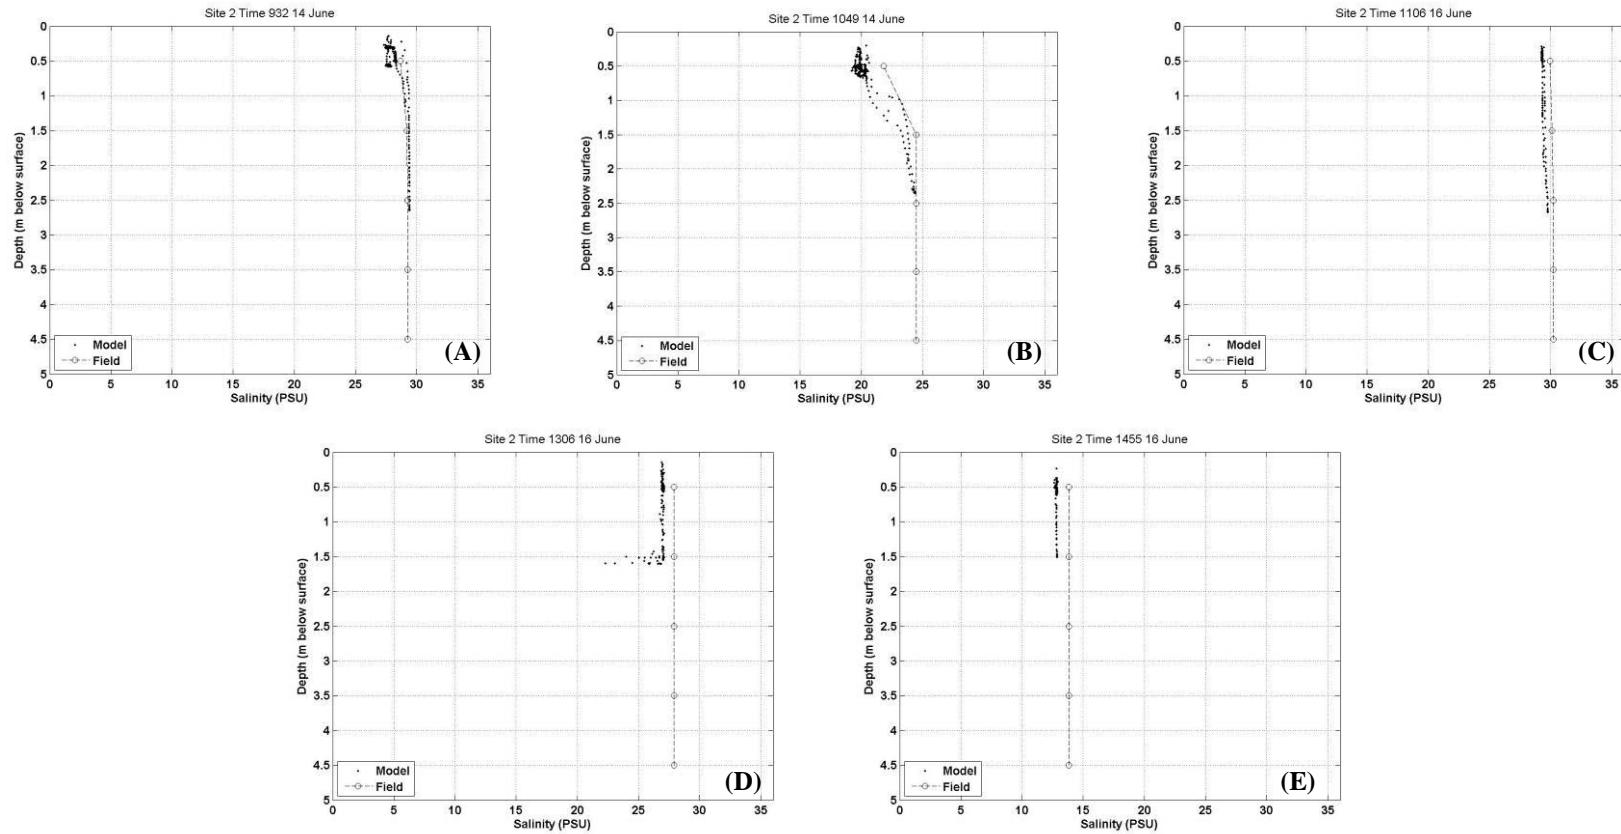 Site 2 Time 932 14 June
0
0.5
1
1.5
2
2.5
3
3.5
4
4.5
5
Depth (m below surface)
Model
Field
(A)
0 5 10 15 20 25 30 35
Salinity (PSU)
Site 2 Time 1049 14 June
0
0.5
1
1.5
2
2.5
3
3.5
4
4.5
5
Depth (m below surface)
Model
Field
(B)
0 5 10 15 20 25 30 35
Salinity (PSU)
Site 2 Time 1106 16 June
0
0.5
1
1.5
2
2.5
3
3.5
4
4.5
5
Depth (m below surface)
Model
Field
(C)
0 5 10 15 20 25 30 35
Salinity (PSU)
Site 2 Time 1306 16 June
0
0.5
1
1.5
2
2.5
3
3.5
4
4.5
5
Depth (m below surface)
Model
Field
(D)
0 5 10 15 20 25 30 35
Salinity (PSU)
Site 2 Time 1455 16 June
0
0.5
1
1.5
2
2.5
3
3.5
4
4.5
5
Depth (m below surface)
Model
Field
(E)
0 5 10 15 20 25 30 35
Salinity (PSU)